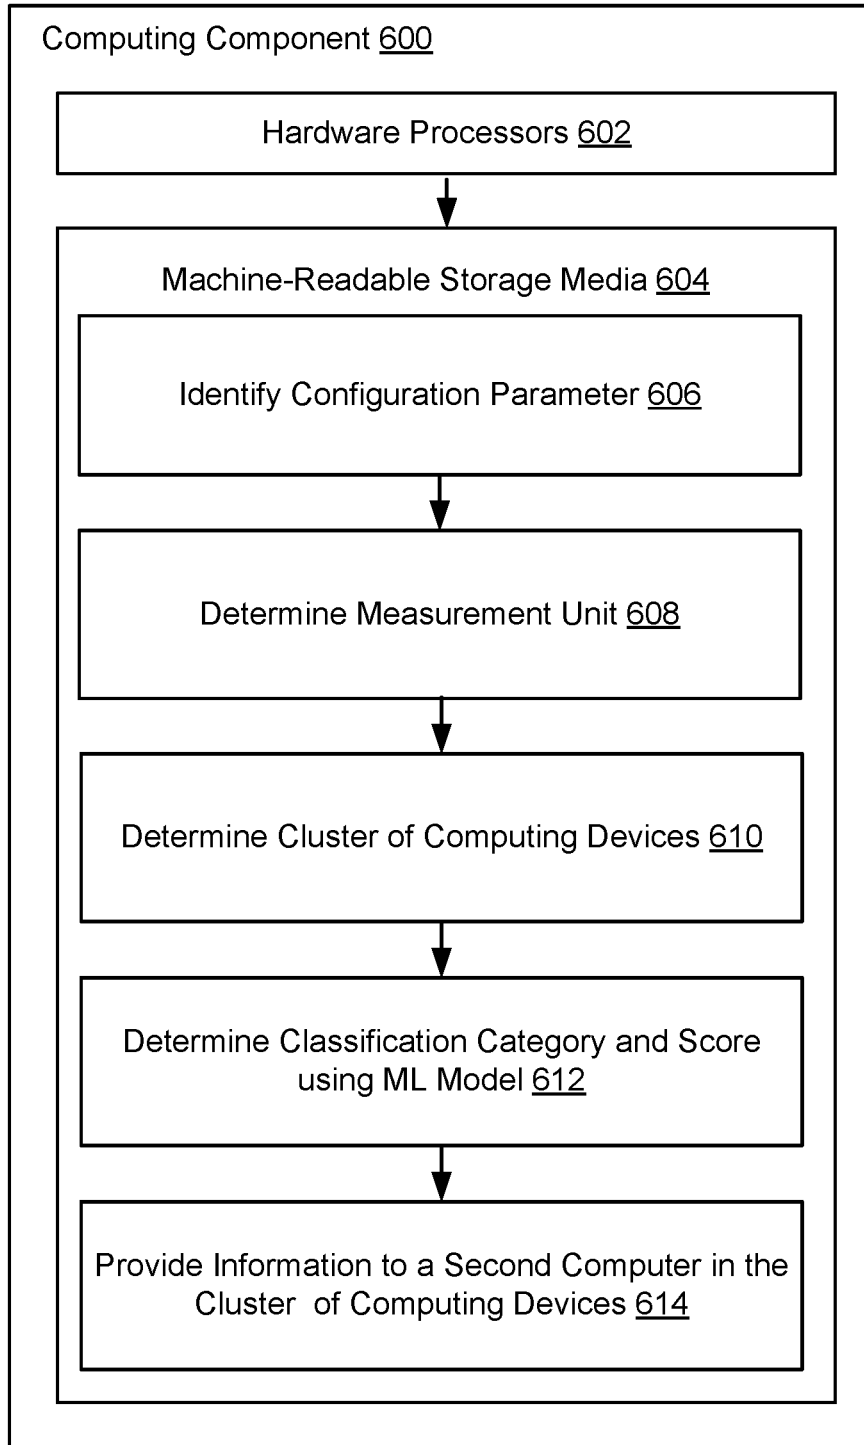 Computing Component 600
Hardware Processors 602
Machine-Readable Storage Media 604
Identify Configuration Parameter 606
Determine Measurement Unit 608
Determine Cluster of Computing Devices 610
Determine Classification Category and Score
using ML Model 612
Provide Information to a Second Computer in the
Cluster of Computing Devices 614